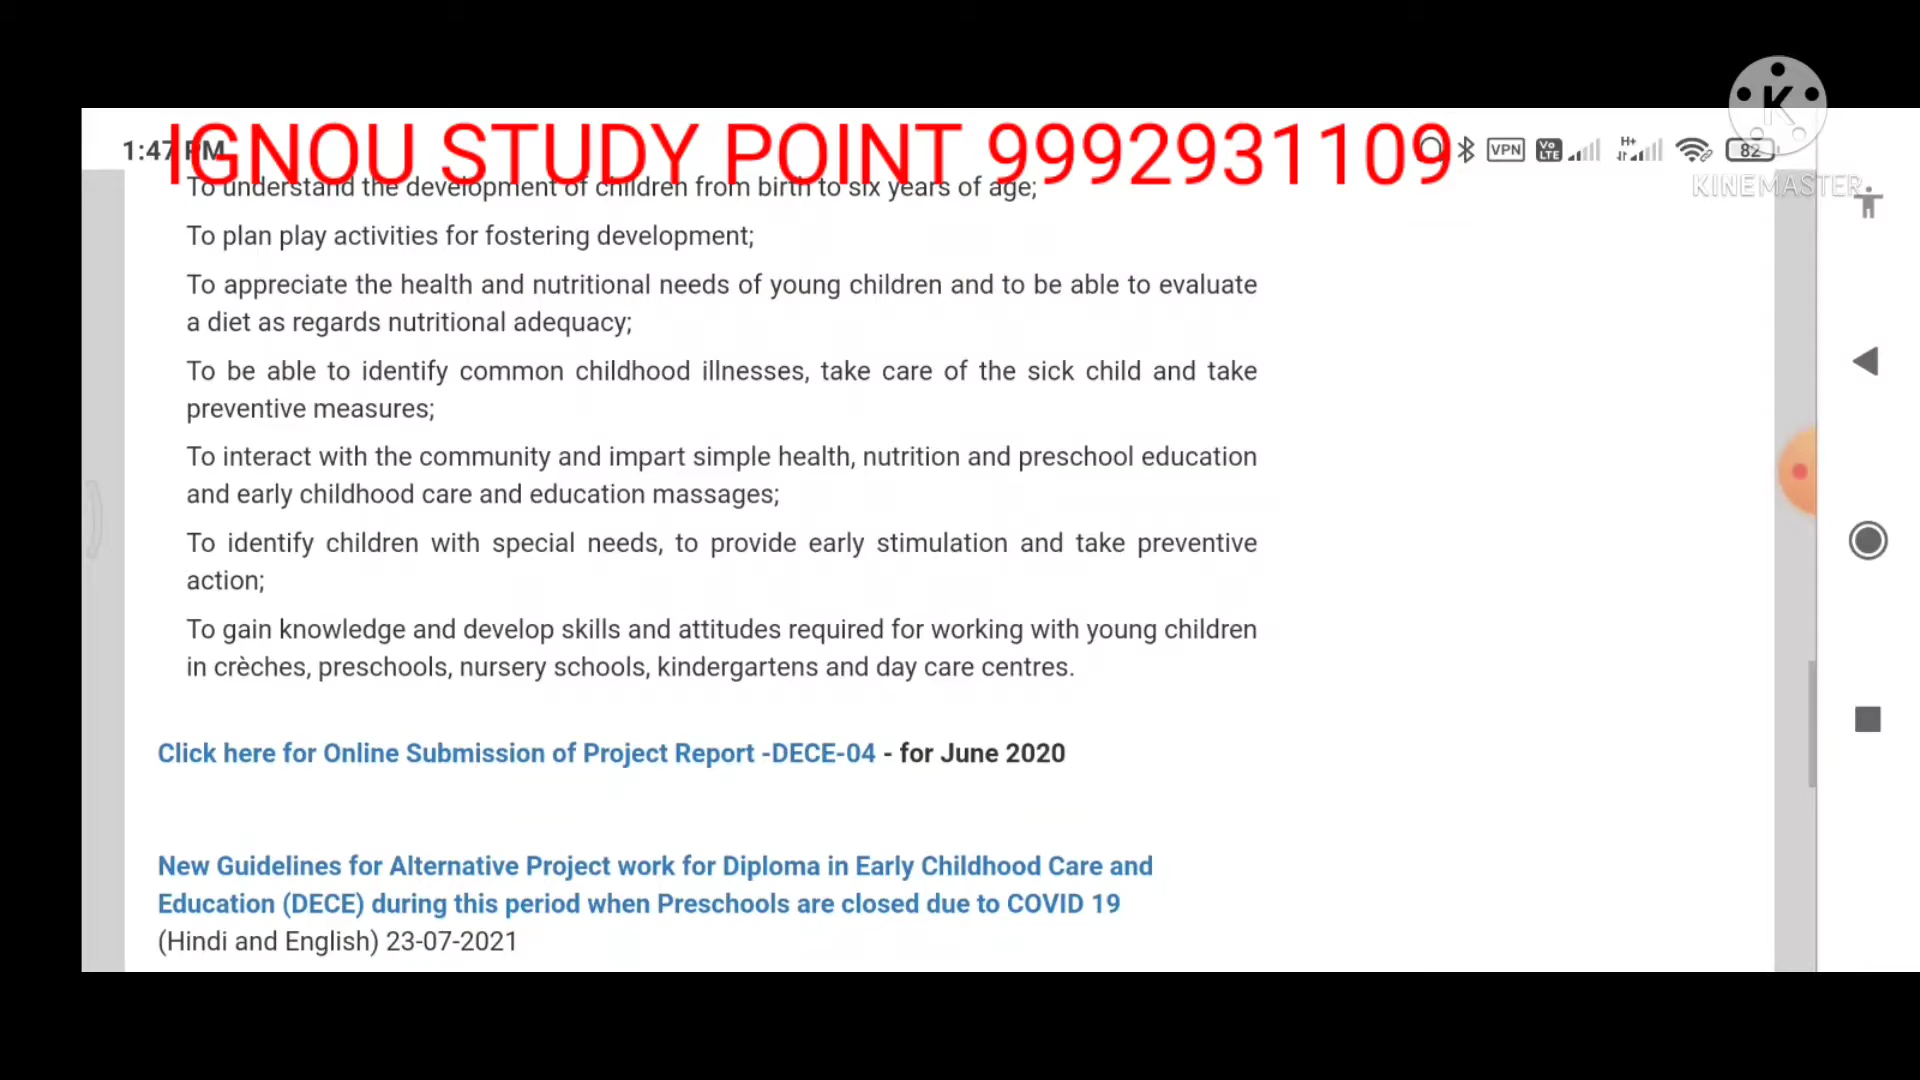 IGNOU STUDY POINT 9992931109
1:47 PM
VPN
Vo LTE
H+
82
K
KINEMASTER
To understand the development of children from birth to six years of age;
To plan play activities for fostering development;
To appreciate the health and nutritional needs of young children and to be able to evaluate
a diet as regards nutritional adequacy;
To be able to identify common childhood illnesses, take care of the sick child and take
preventive measures;
To interact with the community and impart simple health, nutrition and preschool education
and early childhood care and education massages;
To identify children with special needs, to provide early stimulation and take preventive
action;
To gain knowledge and develop skills and attitudes required for working with young children
in crèches, preschools, nursery schools, kindergartens and day care centres.
Click here for Online Submission of Project Report -DECE-04 - for June 2020
New Guidelines for Alternative Project work for Diploma in Early Childhood Care and
Education (DECE) during this period when Preschools are closed due to COVID 19
(Hindi and English) 23-07-2021